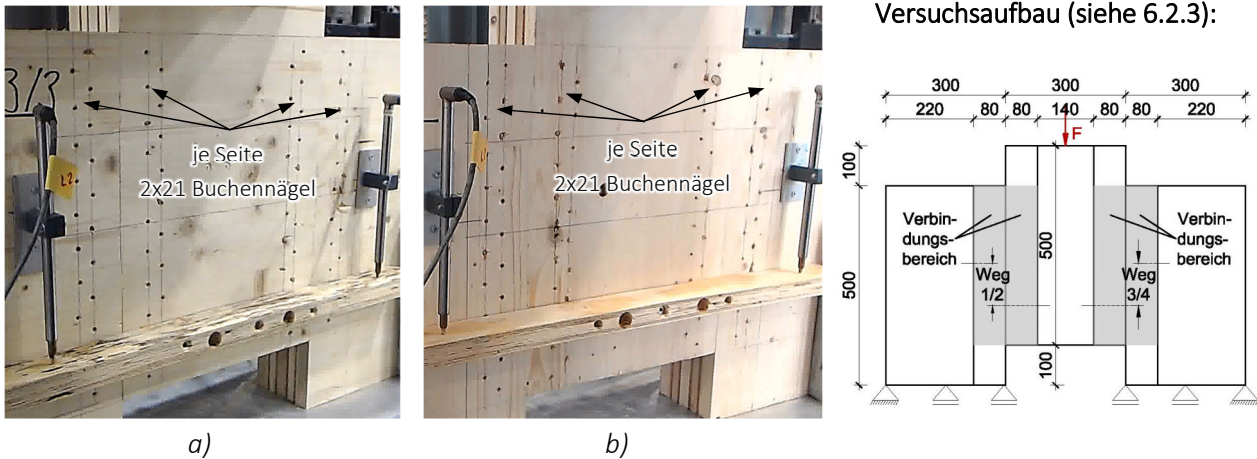 Versuchsaufbau (siehe 6.2.3):
3/3
L2
je Seite
2x21 Buchennägel
a)
je Seite
2x21 Buchennägel
b)
300 300 300
220 80 80 140 80 80 220
F
100
500
100
500
Verbin-
dungs-
bereich
Verbin-
dungs-
bereich
Weg
1/2
Weg
3/4